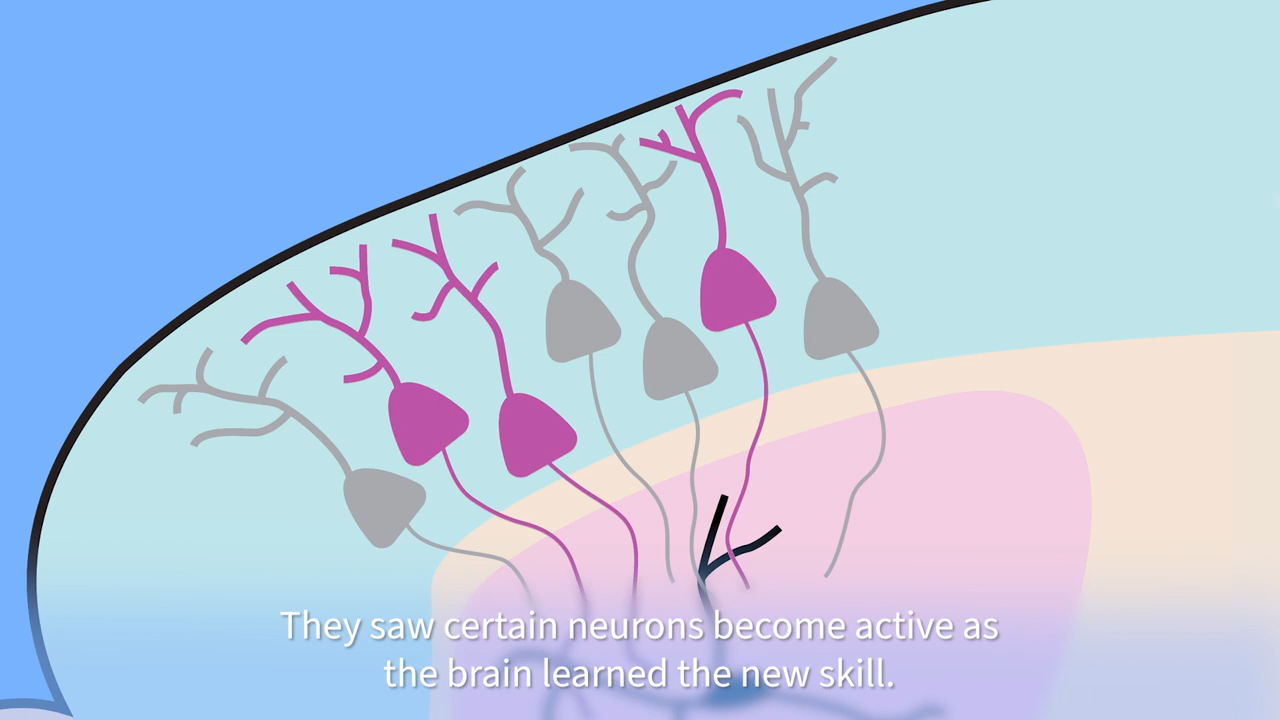 They saw certain neurons become active as
the brain learned the new skill.